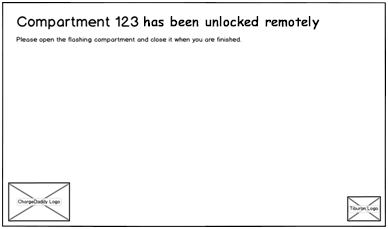 Compartment 123 has been unlocked remotely
Please open the flashing compartment and close it when you are finished.
ChargeDaddy Logo
Tiburon Logo